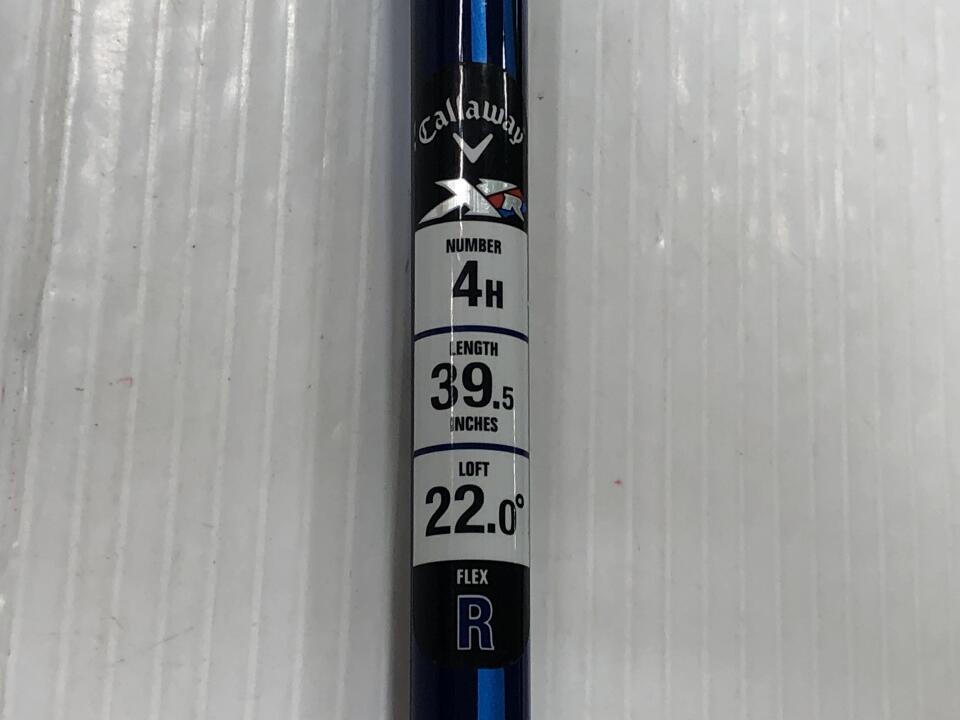 Callaway
XR
NUMBER
4H
LENGTH
39.5
INCHES
LOFT
22.0°
FLEX
R